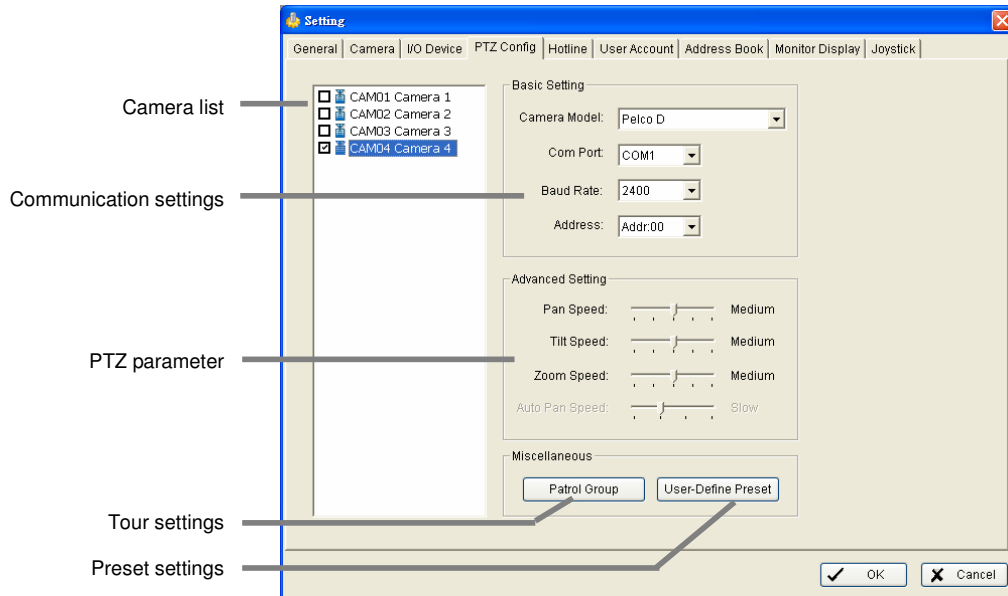 Setting
General Camera I/O Device PTZ Config Hotline User Account Address Book Monitor Display Joystick
Camera list
CAM01 Camera 1
CAM02 Camera 2
CAM03 Camera 3
CAM04 Camera 4
Basic Setting
Camera Model: Pelco D
Com Port: COM1
Communication settings
Baud Rate: 2400
Address: Addr:00
Advanced Setting
Pan Speed: Medium
Tilt Speed: Medium
PTZ parameter
Zoom Speed: Medium
Auto Pan Speed: Slow
Miscellaneous
Patrol Group User-Define Preset
Tour settings
Preset settings
OK Cancel